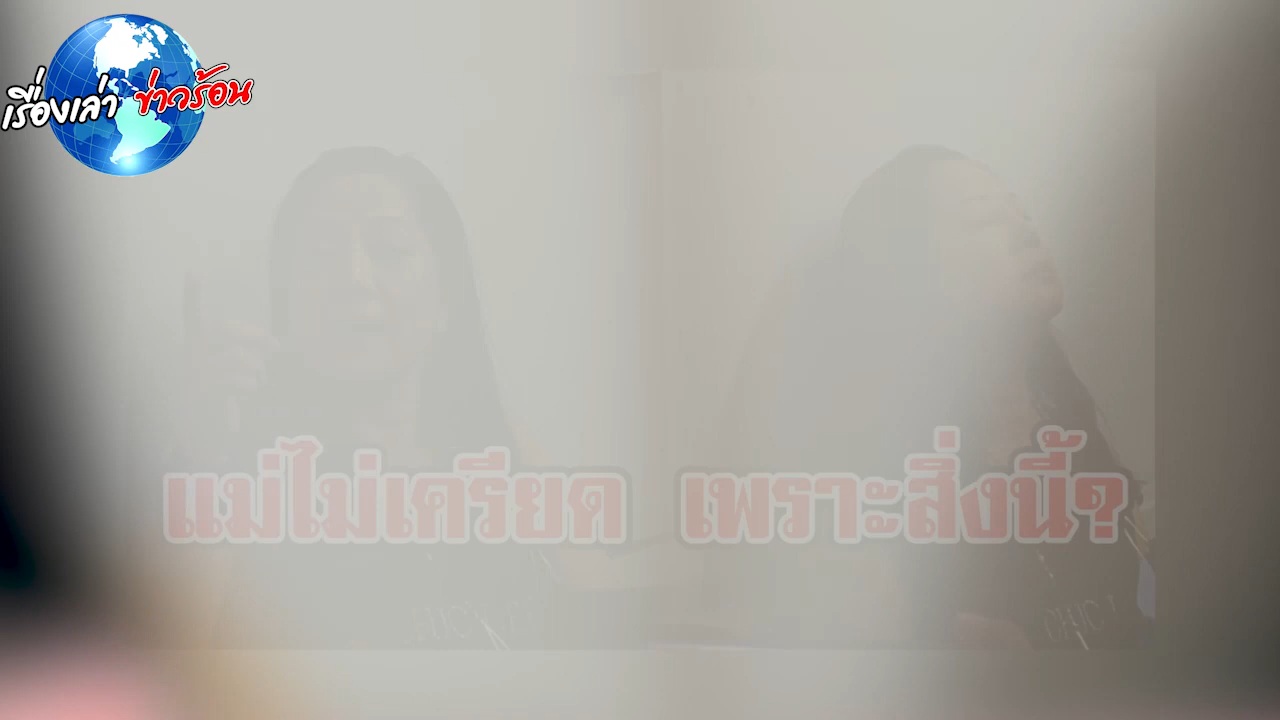 เรื่องเล่า ข่าวร้อน
แม่ไม่เครียด เพราะสิ่งนี้?